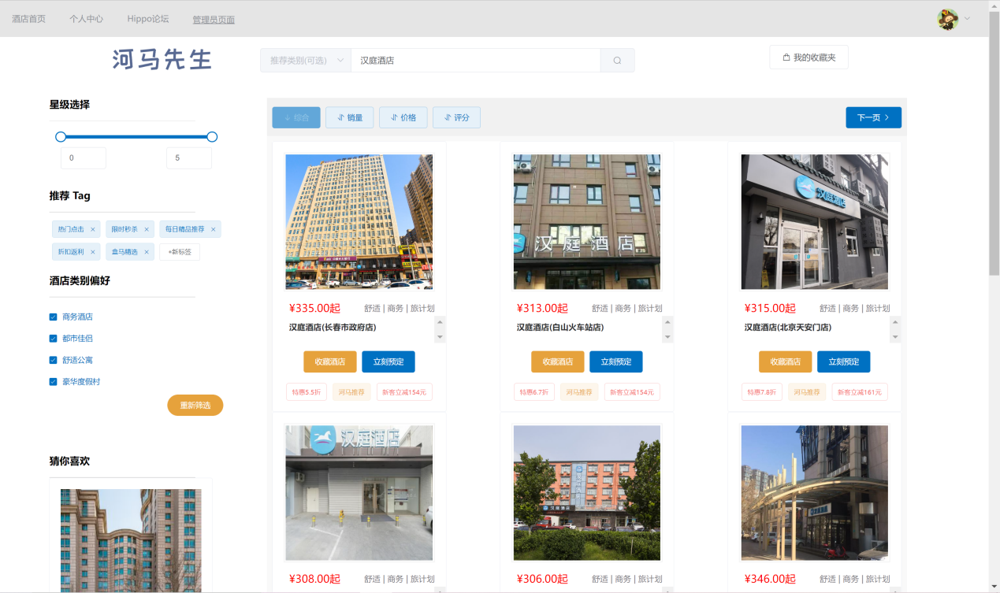 酒店首页 个人中心 Hippo论坛 管理员页面
河马先生
推荐类别(可选) 汉庭酒店
我的收藏夹
星级选择
0 5
推荐 Tag
热门点击 × 限时秒杀 × 每日精品推荐 ×
折扣返利 × 盒马精选 × +新标签
酒店类别偏好
商务酒店
都市佳侣
舒适公寓
豪华度假村
重新筛选
猜你喜欢
综合 销量 价格 评分 下一页
汉庭酒店
汉庭酒店
¥335.00起 舒适 | 商务 | 旅计划
汉庭酒店(长春市政府店)
收藏酒店 立刻预定
特惠5.5折 河马推荐 新客立减154元
¥313.00起 舒适 | 商务 | 旅计划
汉庭酒店(白山火车站店)
收藏酒店 立刻预定
特惠6.7折 河马推荐 新客立减154元
¥315.00起 舒适 | 商务 | 旅计划
汉庭酒店(北京天安门店)
收藏酒店 立刻预定
特惠7.8折 河马推荐 新客立减161元
汉庭酒店
汉庭酒店
¥308.00起 舒适 | 商务 | 旅计划
¥306.00起 舒适 | 商务 | 旅计划
¥346.00起 舒适 | 商务 | 旅计划